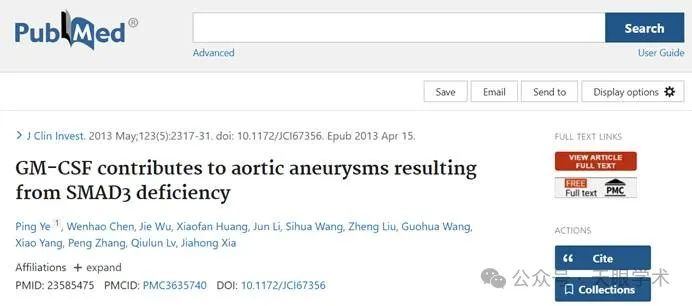 PubMed®
Search
Advanced
User Guide
Save
Email
Send to
Display options
J Clin Invest. 2013 May;123(5):2317-31. doi: 10.1172/JCI67356. Epub 2013 Apr 15.
GM-CSF contributes to aortic aneurysms resulting
from SMAD3 deficiency
Ping Ye 1, Wenhao Chen, Jie Wu, Xiaofan Huang, Jun Li, Sihua Wang, Zheng Liu, Guohua Wang,
Xiao Yang, Peng Zhang, Qiulun Lv, Jiahong Xia
Affiliations + expand
PMID: 23585475 PMCID: PMC3635740 DOI: 10.1172/JCI67356
FULL TEXT LINKS
VIEW ARTICLE
FULL TEXT
FREE
Full text PMC
ACTIONS
Cite
Collections
公众号 · 天眼学术